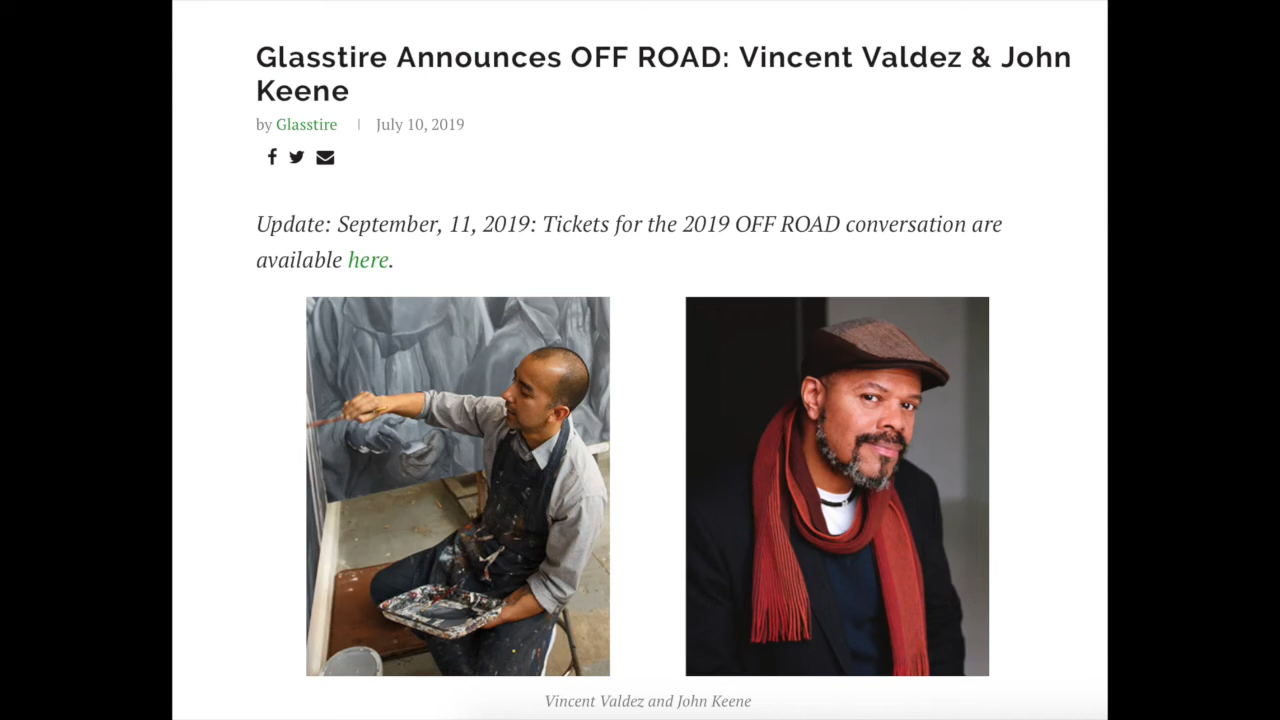 Glasstire Announces OFF ROAD: Vincent Valdez & John
Keene
by Glasstire | July 10, 2019
Update: September, 11, 2019: Tickets for the 2019 OFF ROAD conversation are
available here.
Vincent Valdez and John Keene